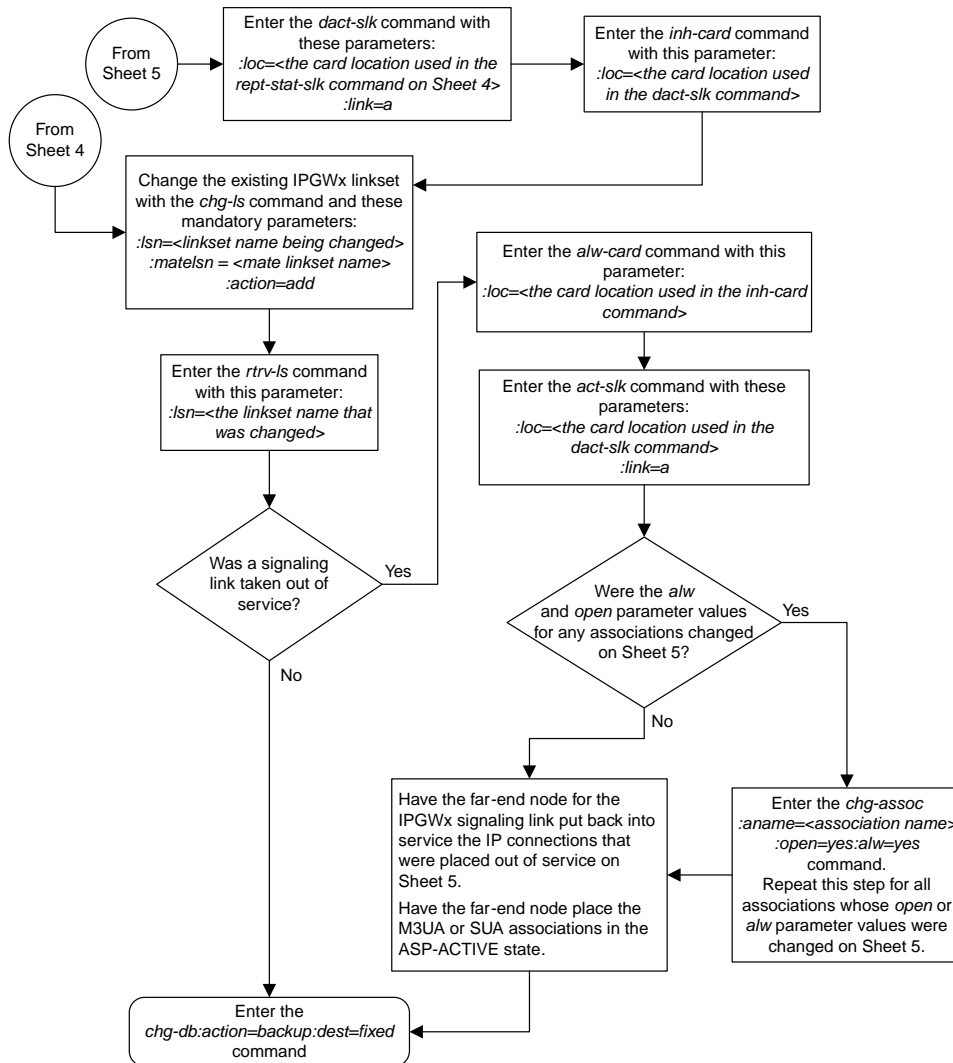 From
Sheet 5
Enter the dact-slk command with
these parameters:
:loc=<the card location used in the
rept-stat-slk command on Sheet 4>
:link=a
Enter the inh-card command
with this parameter:
:loc=<the card location used
in the dact-slk command>
From
Sheet 4
Change the existing IPGWx linkset
with the chg-ls command and these
mandatory parameters:
:lsn=<linkset name being changed>
:matelsn = <mate linkset name>
:action=add
Enter the rtrv-ls command
with this parameter:
:lsn=<the linkset name that
was changed>
Was a signaling
link taken out of
service?
Yes
No
Enter the alw-card command with this
parameter:
:loc=<the card location used in the inh-card
command>
Enter the act-slk command with these
parameters:
:loc=<the card location used in the
dact-slk command>
:link=a
Were the alw
and open parameter values
for any associations changed
on Sheet 5?
Yes
No
Have the far-end node for the
IPGWx signaling link put back into
service the IP connections that
were placed out of service on
Sheet 5.
Have the far-end node place the
M3UA or SUA associations in the
ASP-ACTIVE state.
Enter the chg-assoc
:aname=<association name>
:open=yes:alw=yes
command.
Repeat this step for all
associations whose open or
alw parameter values were
changed on Sheet 5.
Enter the
chg-db:action=backup:dest=fixed
command